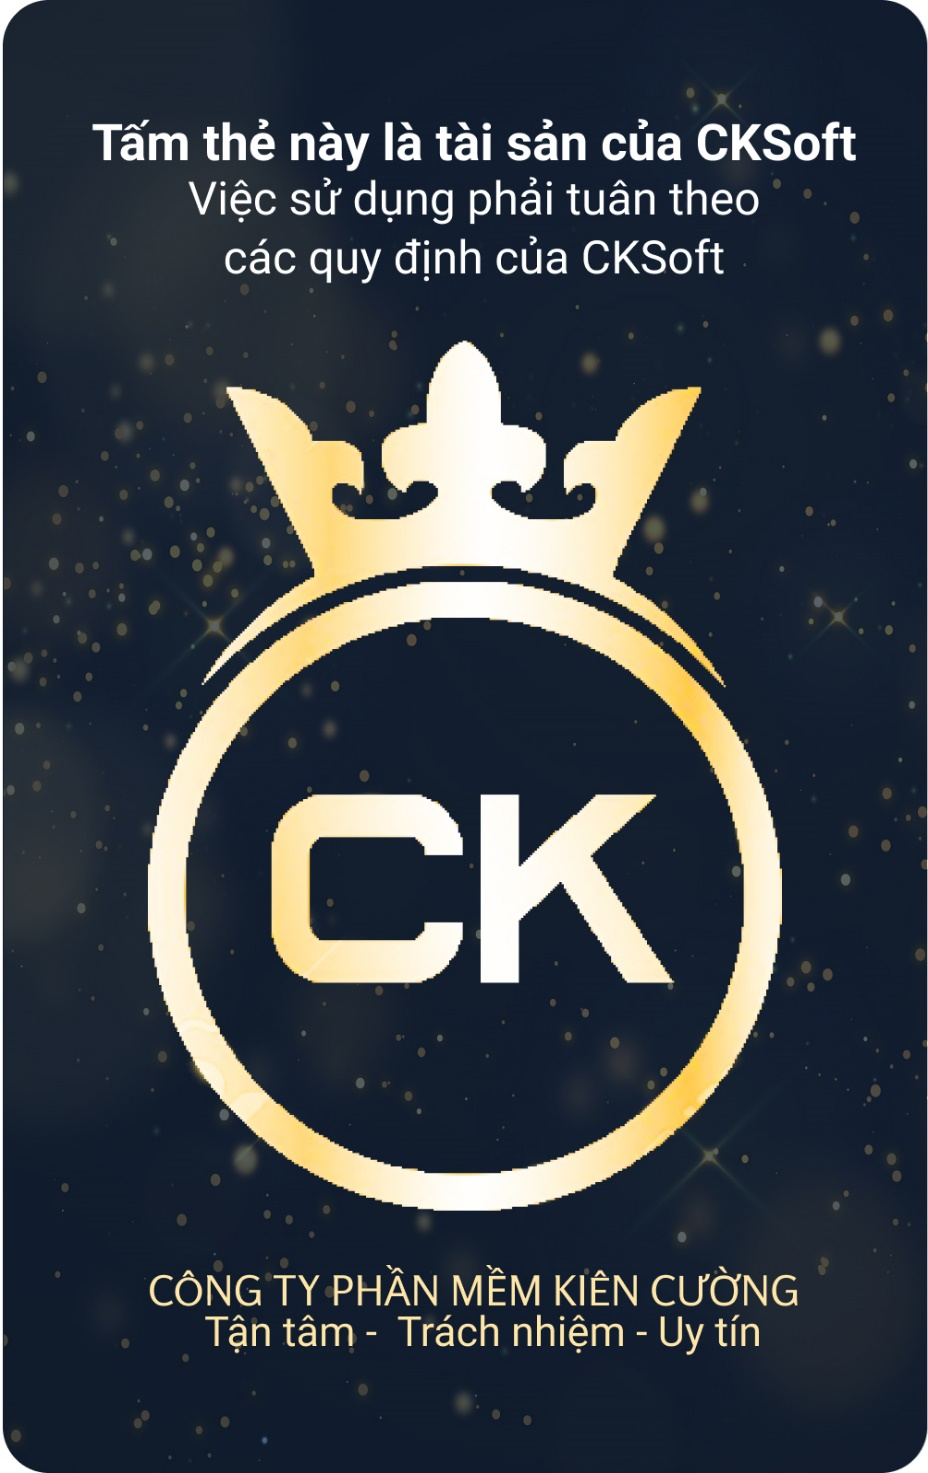 Tấm thẻ này là tài sản của CKSoft
Việc sử dụng phải tuân theo
các quy định của CKSoft
CK
CÔNG TY PHẦN MỀM KIÊN CƯỜNG
Tận tâm -  Trách nhiệm - Uy tín